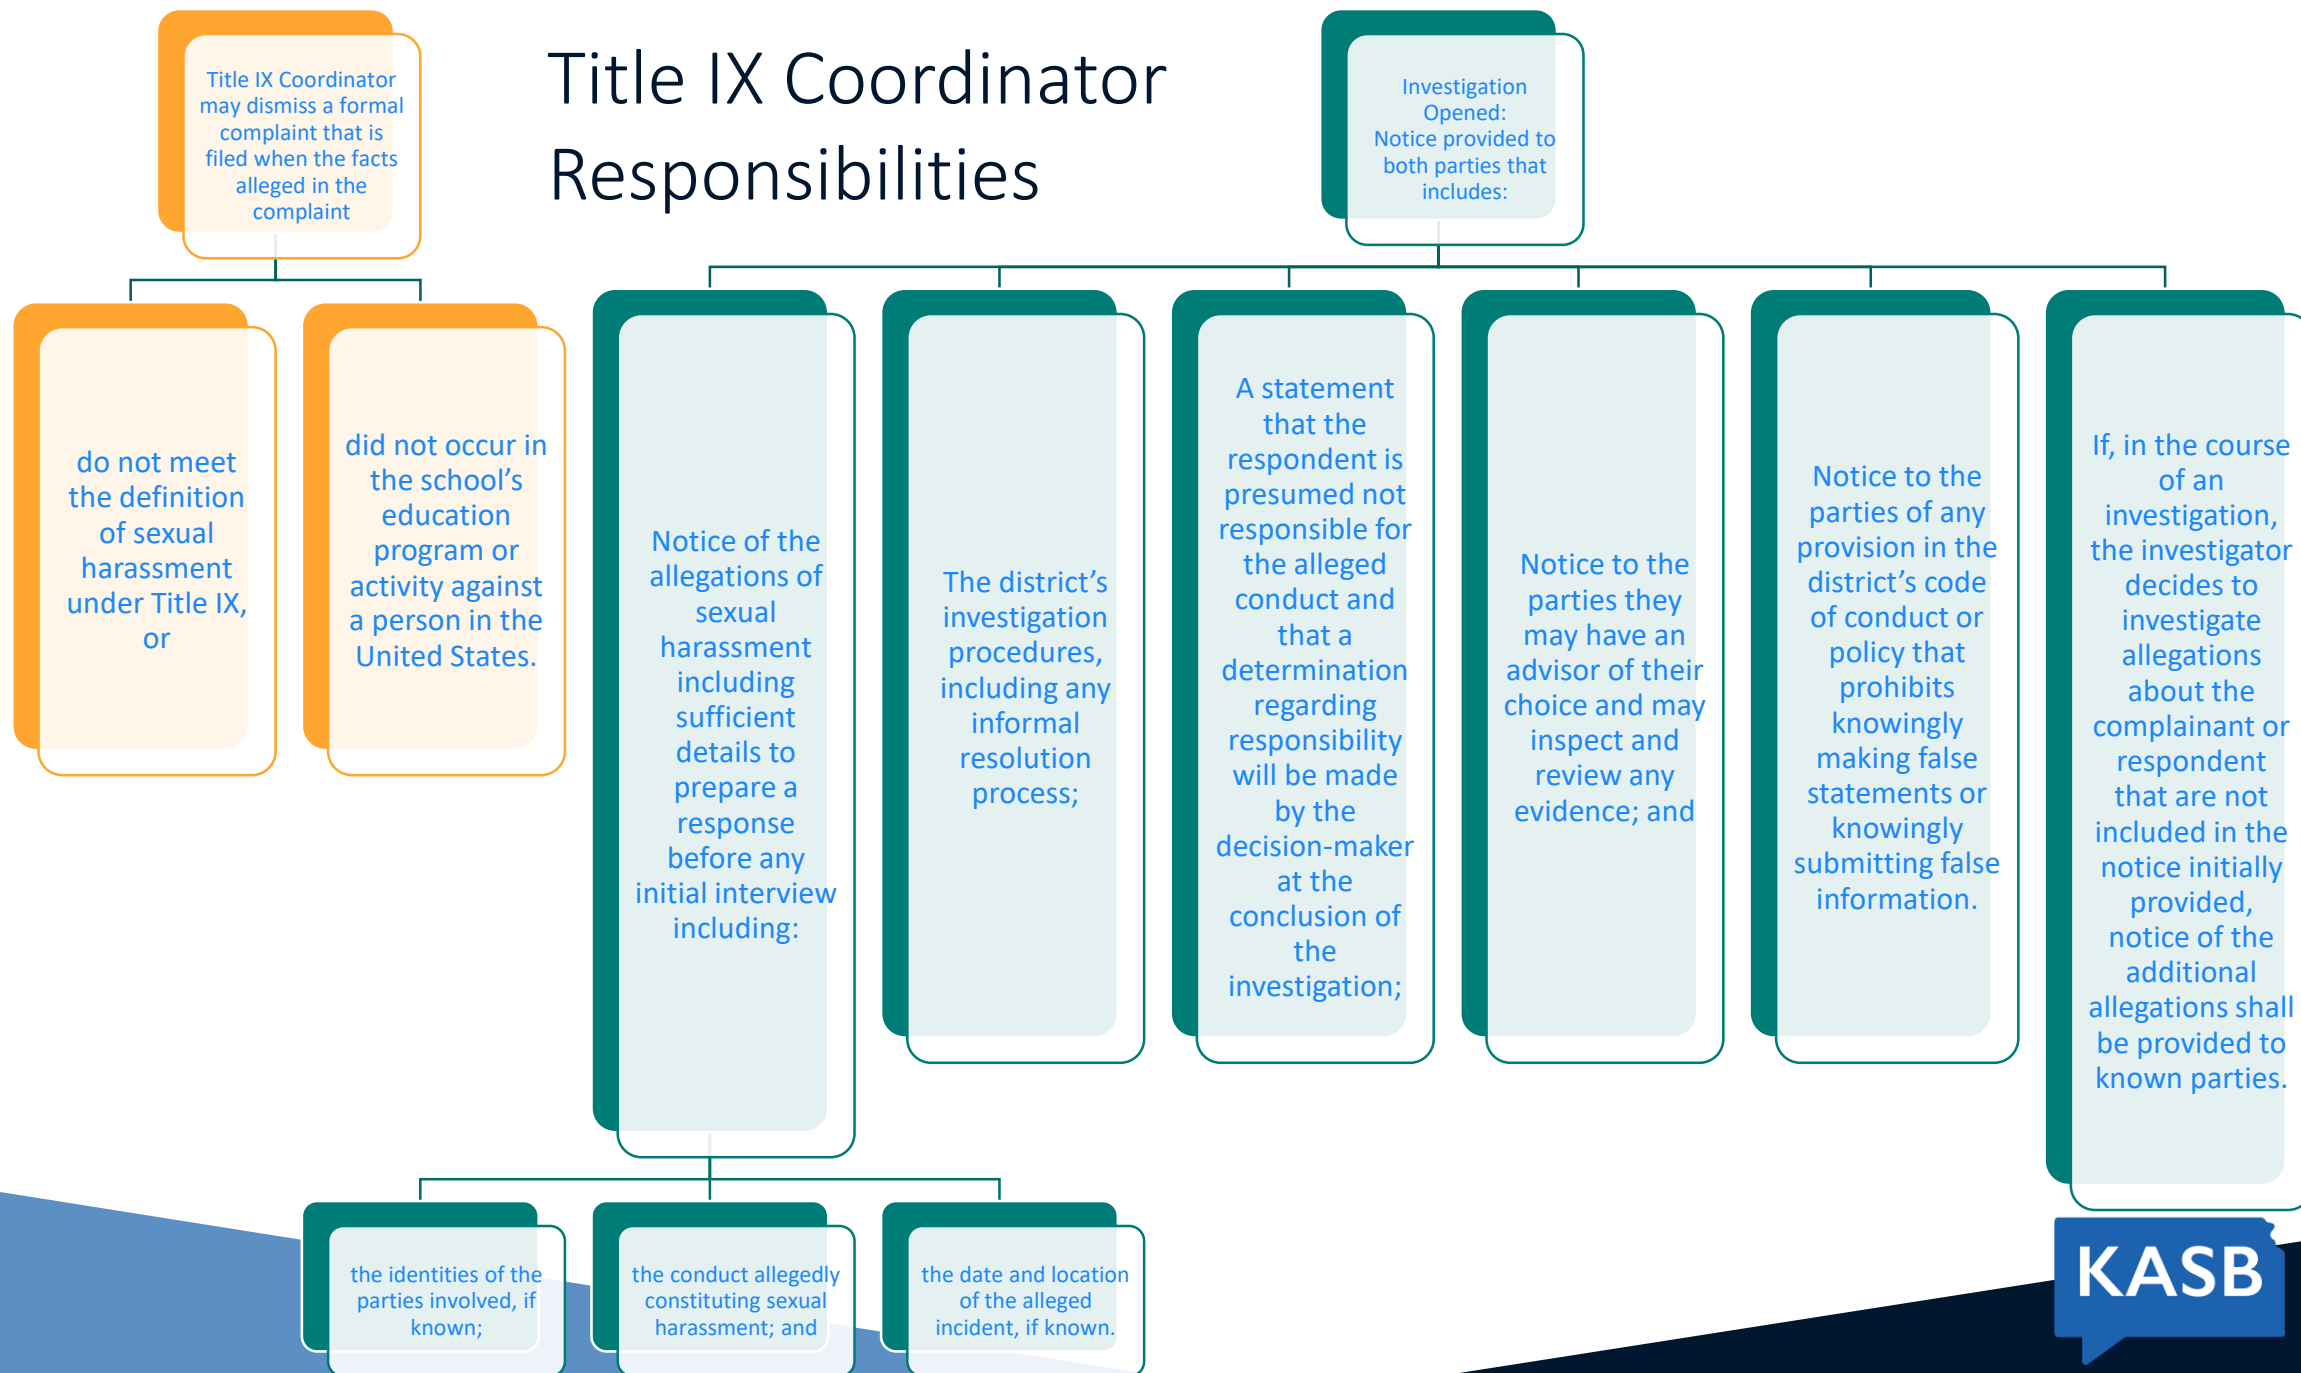 Title IX Coordinator
Responsibilities
Title IX Coordinator
may dismiss a formal
complaint that is
filed when the facts
alleged in the
complaint
do not meet
the definition
of sexual
harassment
under Title IX,
or
did not occur in
the school’s
education
program or
activity against
a person in the
United States.
Investigation
Opened:
Notice provided to
both parties that
includes:
Notice of the
allegations of
sexual
harassment
including
sufficient
details to
prepare a
response
before any
initial interview
including:
the identities of the
parties involved, if
known;
the conduct allegedly
constituting sexual
harassment; and
the date and location
of the alleged
incident, if known.
The district’s
investigation
procedures,
including any
informal
resolution
process;
A statement
that the
respondent is
presumed not
responsible for
the alleged
conduct and
that a
determination
regarding
responsibility
will be made
by the
decision-maker
at the
conclusion of
the
investigation;
Notice to the
parties they
may have an
advisor of their
choice and may
inspect and
review any
evidence; and
Notice to the
parties of any
provision in the
district’s code
of conduct or
policy that
prohibits
knowingly
making false
statements or
knowingly
submitting false
information.
If, in the course
of an
investigation,
the investigator
decides to
investigate
allegations
about the
complainant or
respondent
that are not
included in the
notice initially
provided,
notice of the
additional
allegations shall
be provided to
known parties.
KASB